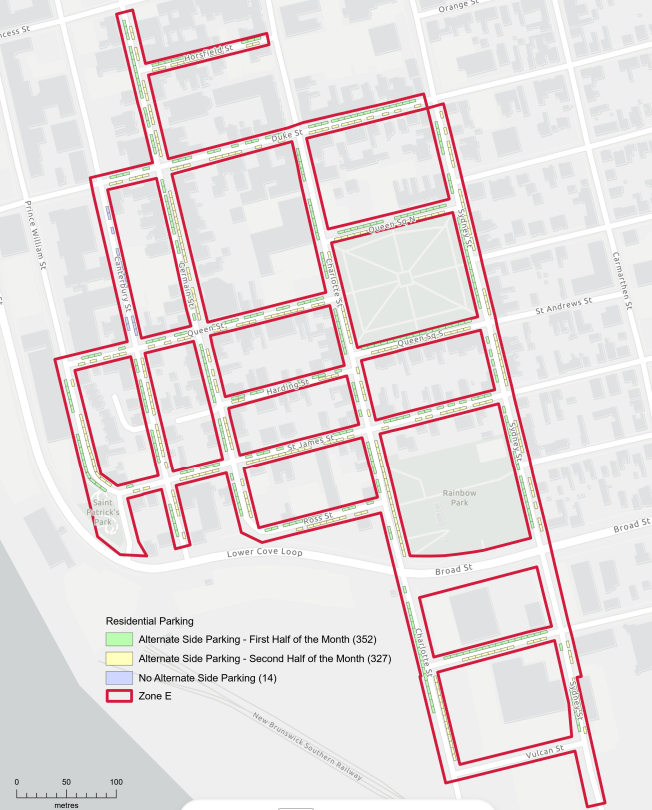 ncess St
Orange St
Horsfield St
Duke St
Prince William St
Queen Sq N
Sydney St
Canterbury St
Germain St
Charlotte St
Carmarthen St
St Andrews St
Queen St
Queen Sq S
Harding St
St James St
Sydney St
Saint
Patrick's
Park
Rainbow
Park
Ross St
Broad St
Lower Cove Loop
Broad St
Residential Parking
Alternate Side Parking - First Half of the Month (352)
Alternate Side Parking - Second Half of the Month (327)
No Alternate Side Parking (14)
Zone E
Charlotte St
Sydney St
New Brunswick Southern Railway
Vulcan St
0 50 100
metres